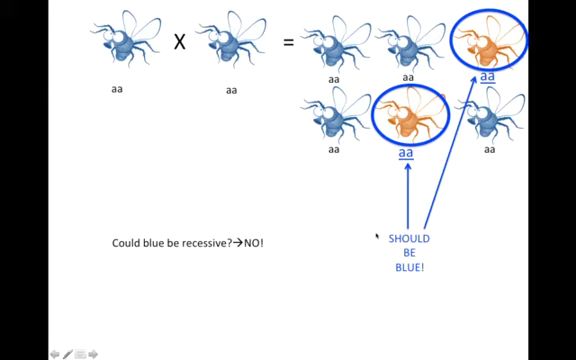 X
=
aa
aa
aa
aa
aa
aa
aa
aa
Could blue be recessive?→NO!
SHOULD
BE
BLUE!